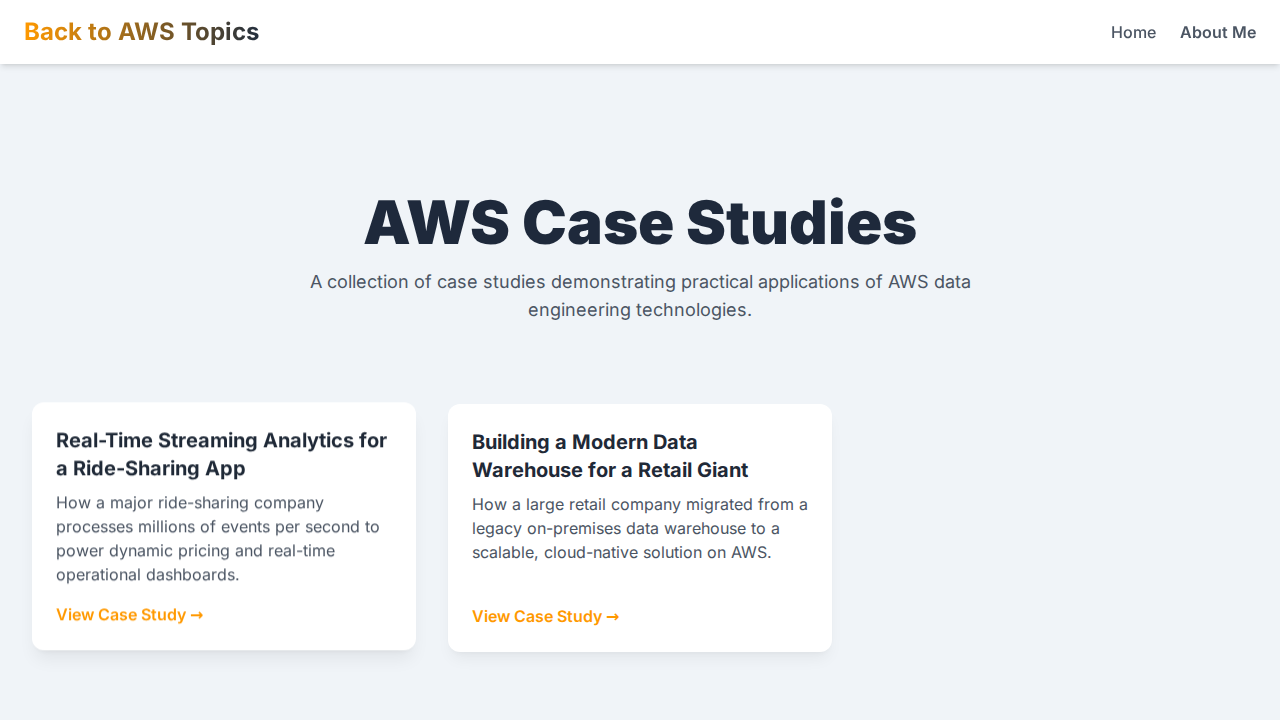 Back to AWS Topics
Home
About Me
AWS Case Studies
A collection of case studies demonstrating practical applications of AWS data
engineering technologies.
Real-Time Streaming Analytics for
a Ride-Sharing App
How a major ride-sharing company
processes millions of events per second to
power dynamic pricing and real-time
operational dashboards.
View Case Study →
Building a Modern Data
Warehouse for a Retail Giant
How a large retail company migrated from a
legacy on-premises data warehouse to a
scalable, cloud-native solution on AWS.
View Case Study →